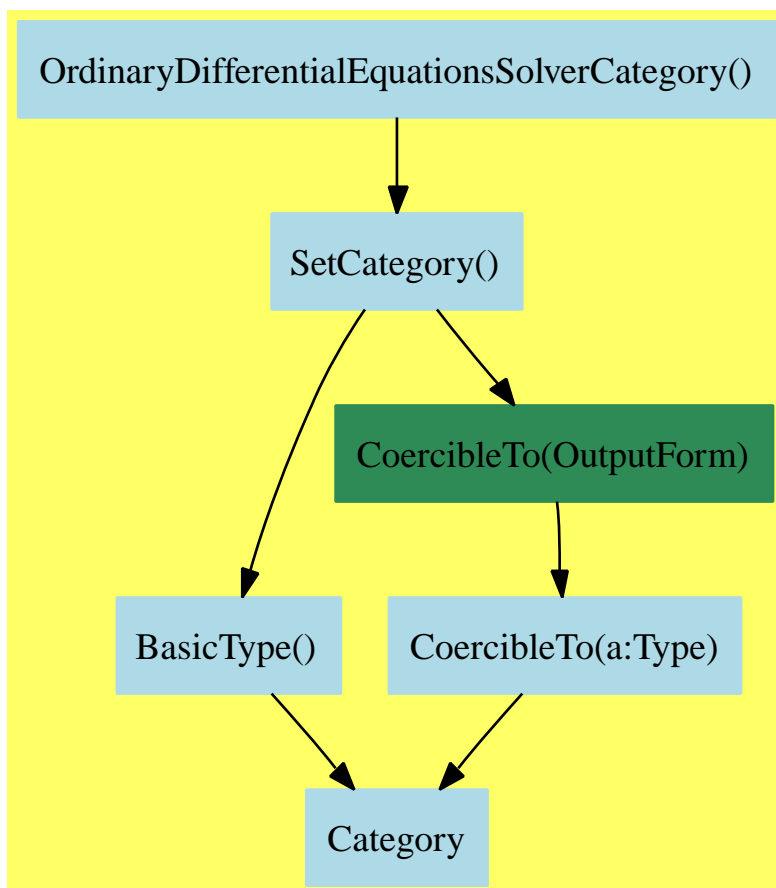 OrdinaryDifferentialEquationsSolverCategory()
SetCategory()
CoercibleTo(OutputForm)
BasicType()
CoercibleTo(a:Type)
Category